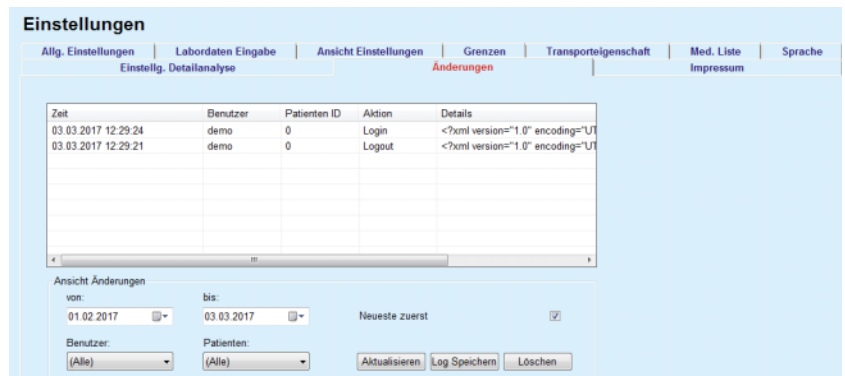 Einstellungen
Allg. Einstellungen Labordaten Eingabe Ansicht Einstellungen Grenzen Transporteigenschaft Med. Liste Sprache
Einstellg. Detailanalyse Änderungen Impressum
Zeit Benutzer Patienten ID Aktion Details
03.03.2017 12:29:24 demo 0 Login <?xml version="1.0" encoding="UT
03.03.2017 12:29:21 demo 0 Logout <?xml version="1.0" encoding="UT
Ansicht Änderungen
von: bis:
01.02.2017 03.03.2017 Neueste zuerst
Benutzer: Patienten:
(Alle) (Alle) Aktualisieren Log Speichern Löschen